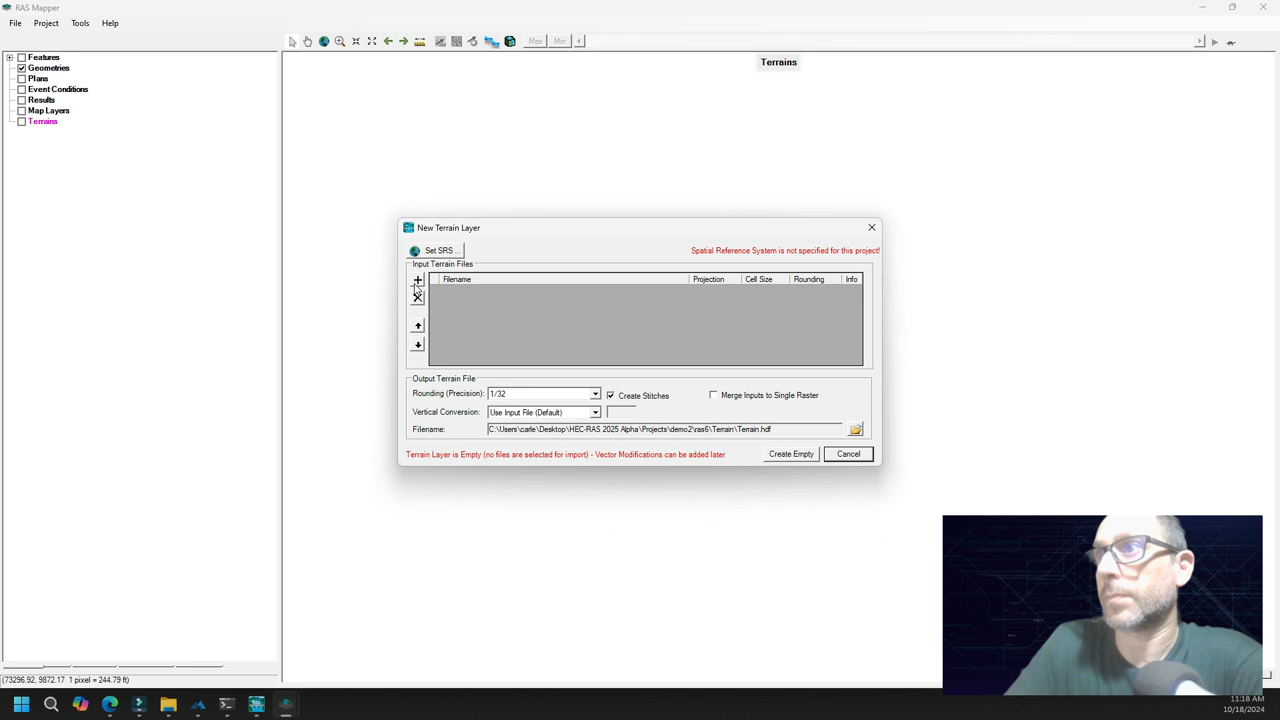 RAS Mapper
File Project Tools Help
Max Min
Features
Geometries
Plans
Event Conditions
Results
Map Layers
Terrains
Terrains
New Terrain Layer
Set SRS ...
Spatial Reference System is not specified for this project!
Input Terrain Files
Filename Projection Cell Size Rounding Info
Output Terrain File
Rounding (Precision): 1/32 Create Stitches Merge Inputs to Single Raster
Vertical Conversion: Use Input File (Default)
Filename: C:\Users\carle\Desktop\HEC-RAS 2025 Alpha\Projects\demo2\ras6\Terrain\Terrain.hdf
Terrain Layer is Empty (no files are selected for import) - Vector Modifications can be added later Create Empty Cancel
(73296.92, 9872.17 1 pixel = 244.79 ft)
11:18 AM
10/18/2024